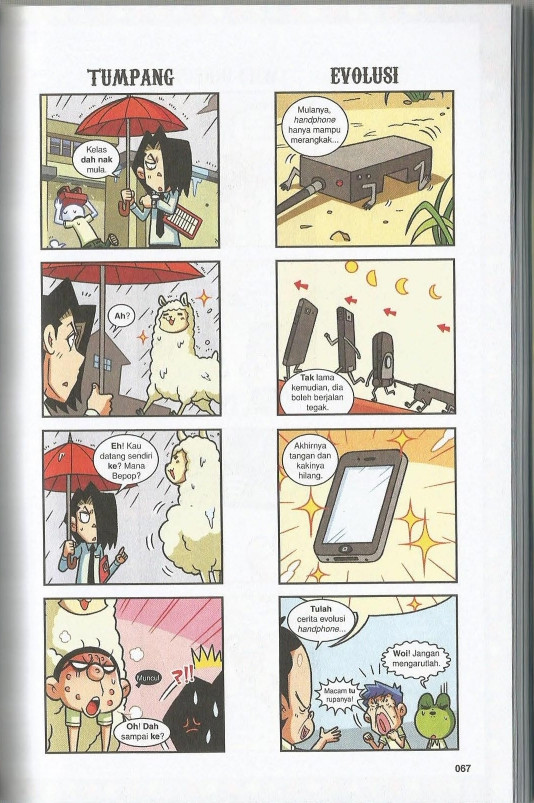 TUMPANG
Kelas
dah nak
mula.
Ah?
Eh! Kau
datang sendiri
ke? Mana
Bepop?
Muncul
?!!
Oh! Dah
sampai ke?
EVOLUSI
Mulanya,
handphone
hanya mampu
merangkak...
Tak lama
kemudian, dia
boleh berjalan
tegak.
Akhirnya
tangan dan
kakinya
hilang.
Tulah
cerita evolusi
handphone...
Macam tu
rupanya!
Woi! Jangan
mengarutlah.
067